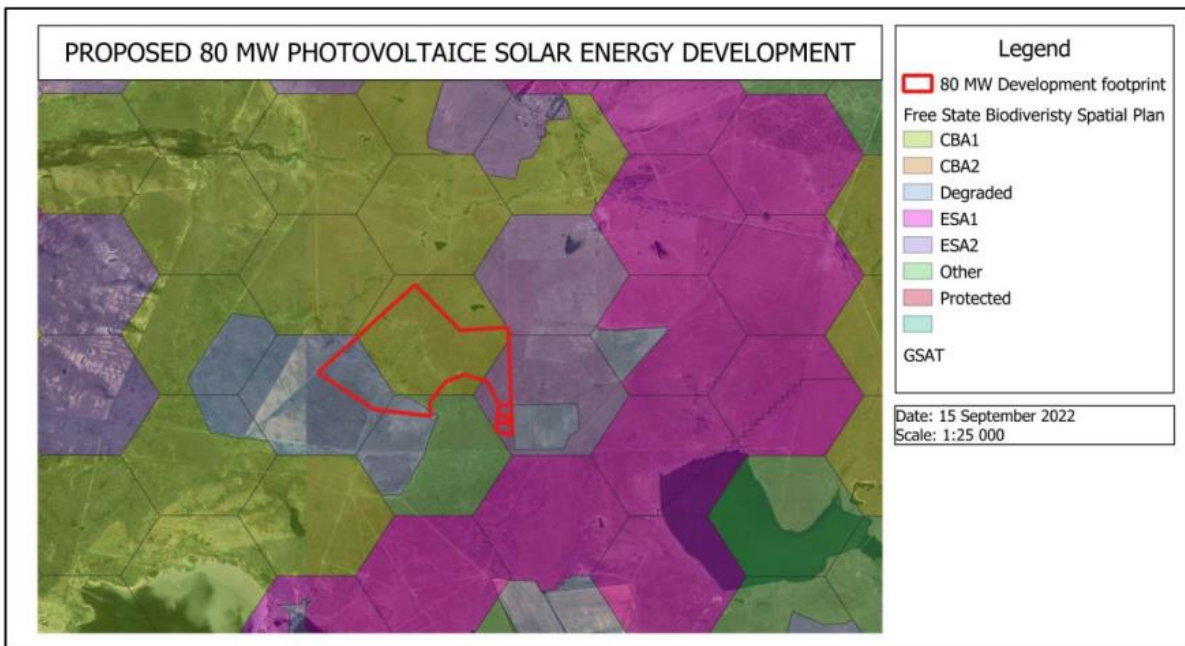 PROPOSED 80 MW PHOTOVOLTAICE SOLAR ENERGY DEVELOPMENT
Legend
80 MW Development footprint
Free State Biodiveristy Spatial Plan
CBA1
CBA2
Degraded
ESA1
ESA2
Other
Protected
GSAT
Date: 15 September 2022
Scale: 1:25 000